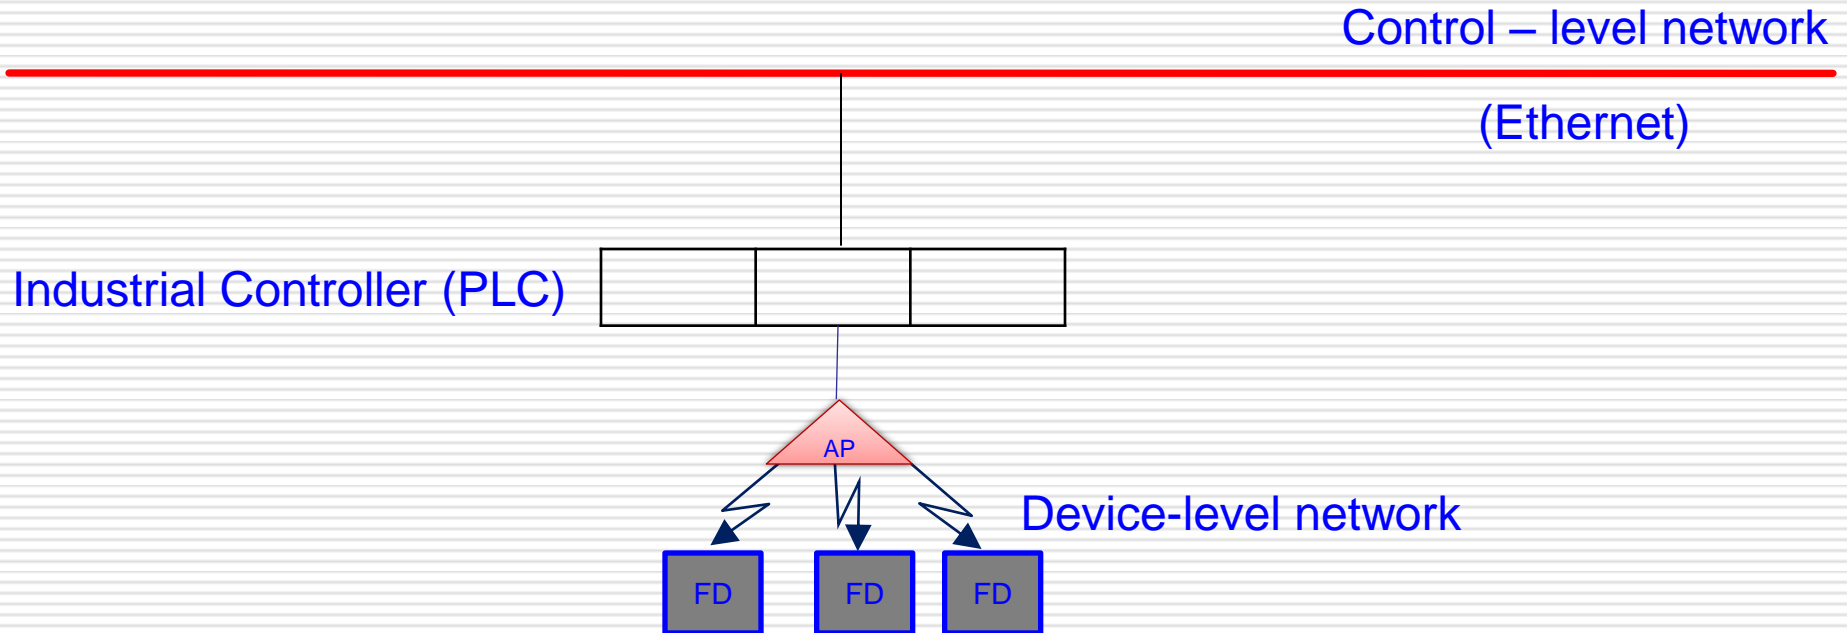 Control – level network
(Ethernet)
Industrial Controller (PLC)
AP
Device-level network
FD
FD
FD